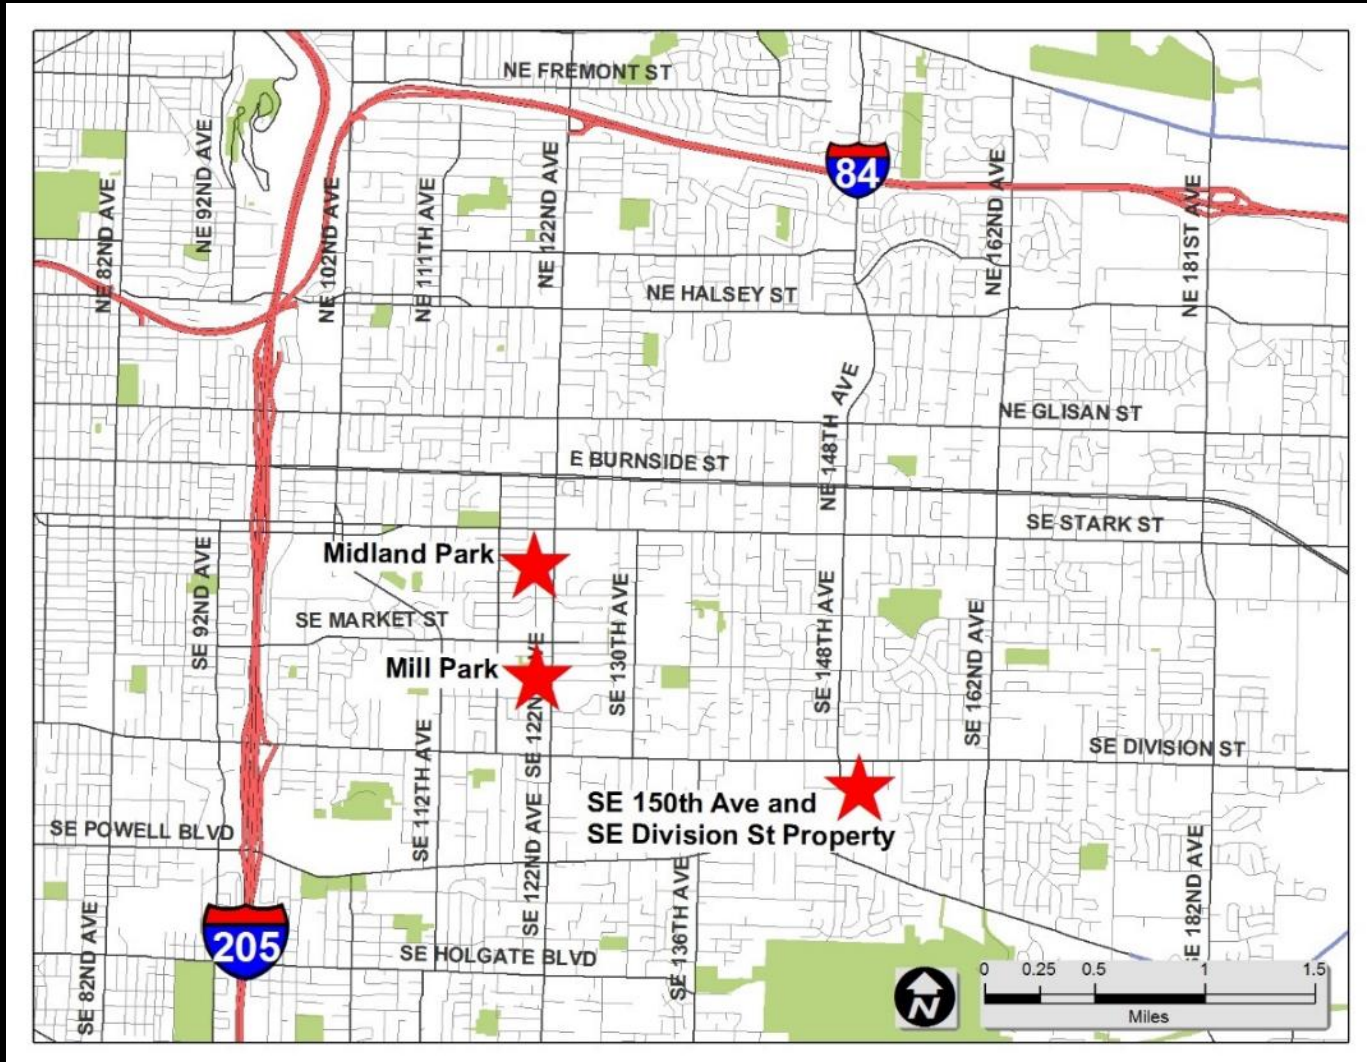 NE FREMONT ST
84
NE 82ND AVE
NE 92ND AVE
NE 102ND AVE
NE 111TH AVE
NE 122ND AVE
NE 162ND AVE
NE 181ST AVE
NE HALSEY ST
NE 148TH AVE
NE GLISAN ST
E BURNSIDE ST
SE STARK ST
Midland Park
SE 92ND AVE
SE MARKET ST
SE 130TH AVE
SE 148TH AVE
SE 162ND AVE
Mill Park
SE 122ND AVE
SE 112TH AVE
SE DIVISION ST
SE 150th Ave and
SE Division St Property
SE POWELL BLVD
SE 122ND AVE
SE 136TH AVE
SE 182ND AVE
SE 82ND AVE
205
SE HOLGATE BLVD
N
0 0.25 0.5 1 1.5
Miles